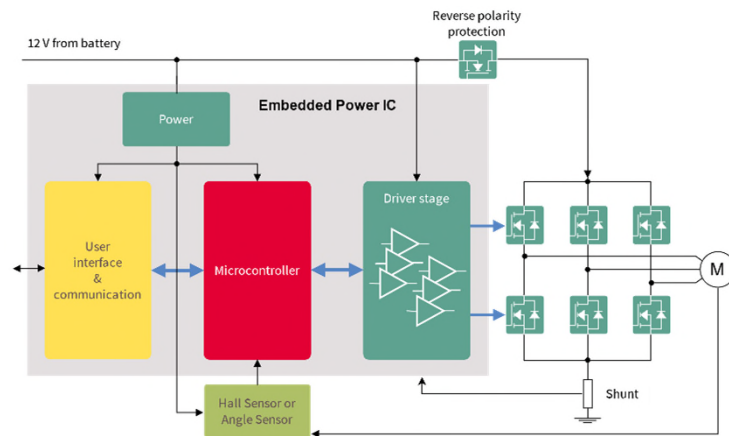 Reverse polarity
protection
12 V from battery
Embedded Power IC
Power
Driver stage
User
interface
&
communication
Microcontroller
M
Hall Sensor or
Angle Sensor
Shunt